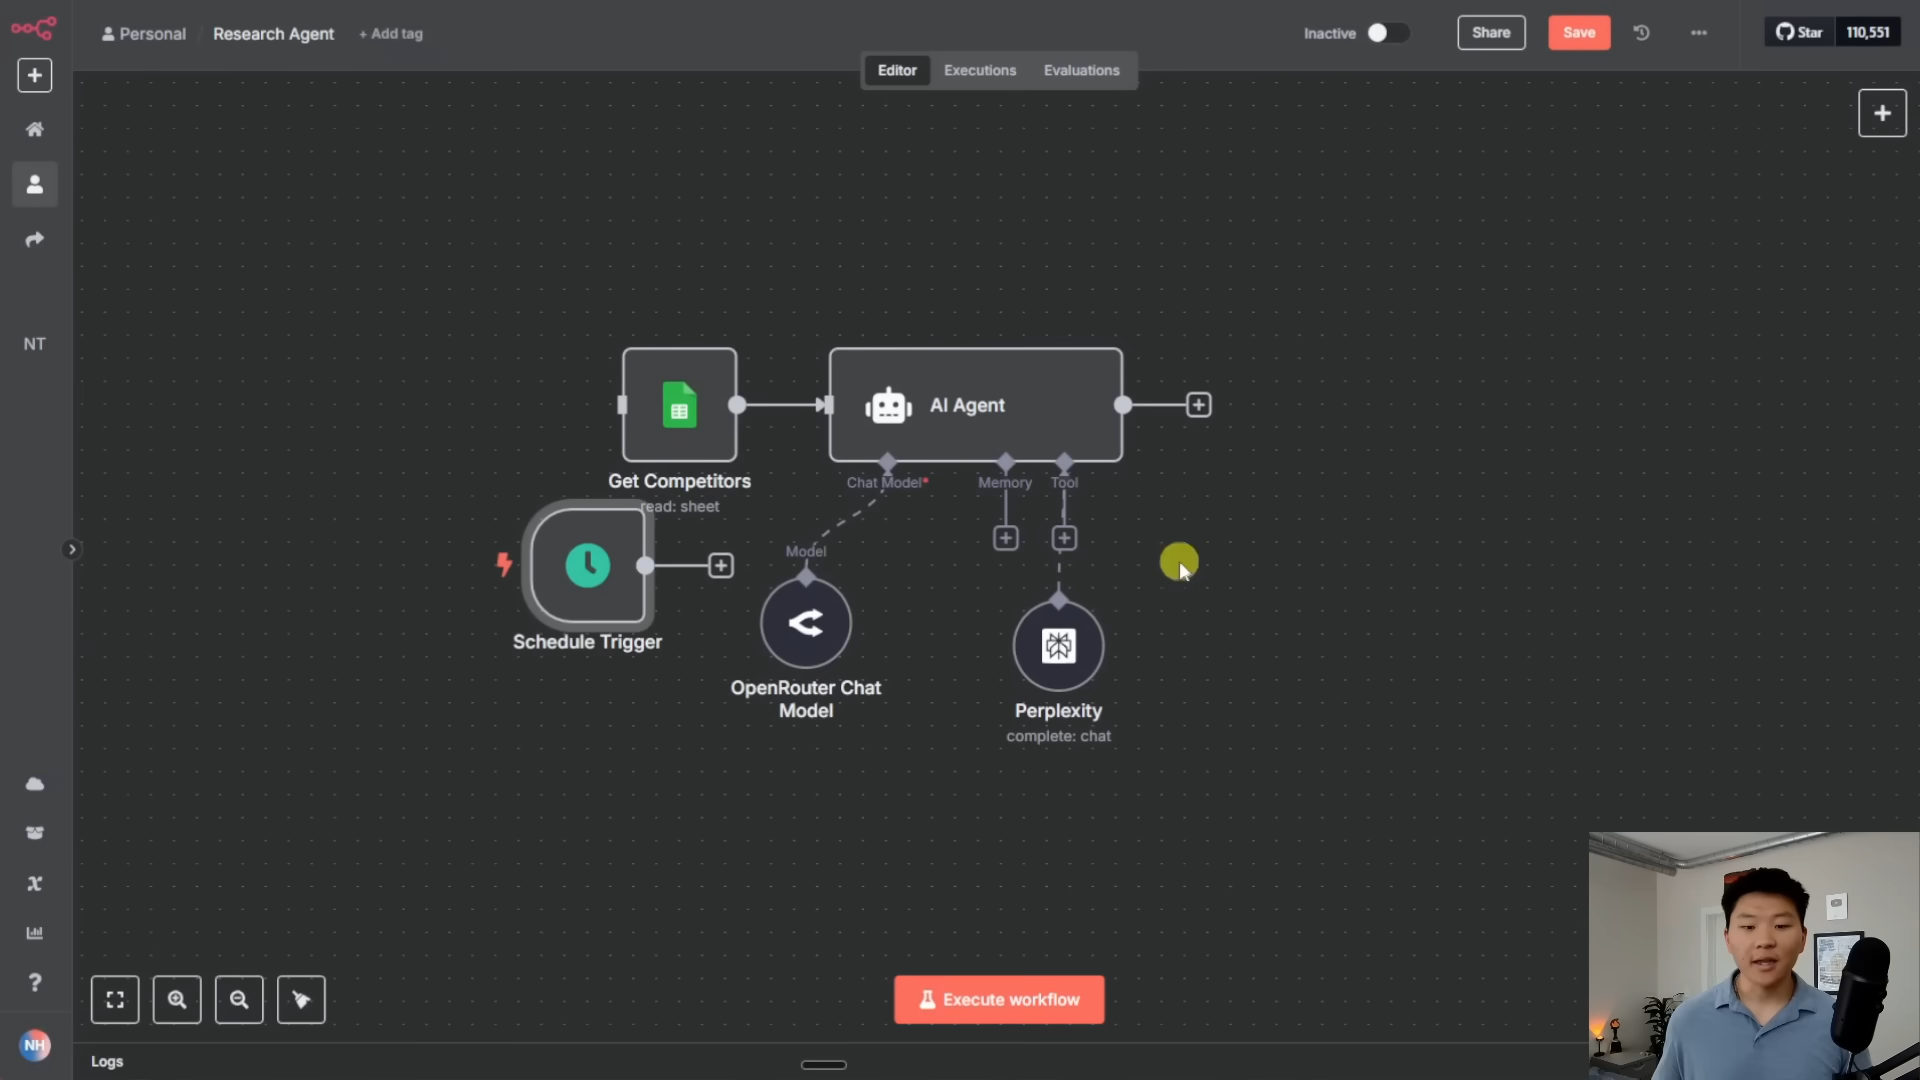 Personal / Research Agent + Add tag
Inactive
Share
Save
Star 110,551
Editor Executions Evaluations
NT
AI Agent
Get Competitors
read: sheet
Chat Model*
Memory
Tool
Model
Schedule Trigger
OpenRouter Chat
Model
Perplexity
complete: chat
Execute workflow
NH
Logs